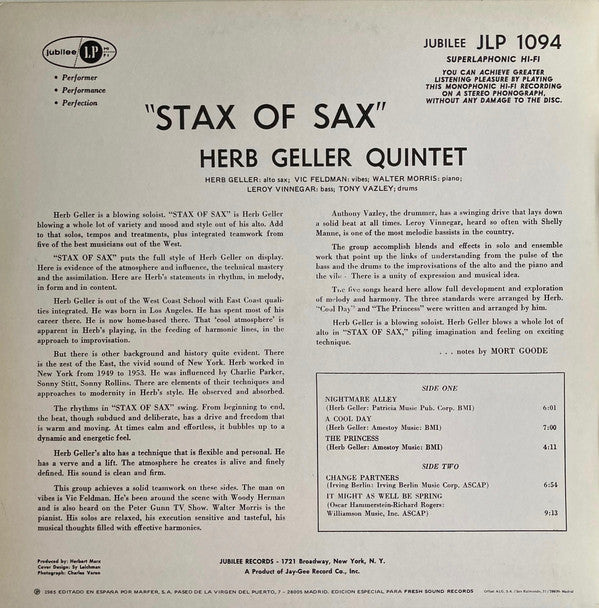 jubilee LP HI FI
• Performer
• Performance
• Perfection
JUBILEE JLP 1094
SUPERLAPHONIC HI-FI
YOU CAN ACHIEVE GREATER
LISTENING PLEASURE BY PLAYING
THIS MONOPHONIC HI-FI RECORDING
ON A STEREO PHONOGRAPH,
WITHOUT ANY DAMAGE TO THE DISC.
"STAX OF SAX"
HERB GELLER QUINTET
HERB GELLER: alto sax; VIC FELDMAN: vibes; WALTER MORRIS: piano;
LEROY VINNEGAR: bass; TONY VAZLEY; drums
Herb Geller is a blowing soloist. "STAX OF SAX" is Herb Geller
blowing a whole lot of variety and mood and style out of his alto. Add
to that solos, tempos and treatments, plus integrated teamwork from
five of the best musicians out of the West.
"STAX OF SAX" puts the full style of Herb Geller on display.
Here is evidence of the atmosphere and influence, the technical mastery
and the assimilation. Here are Herb's statements in rhythm, in melody,
in form and in content.
Herb Geller is out of the West Coast School with East Coast quali-
ties integrated. He was born in Los Angeles. He has spent most of his
career there. He is now home-based there. That 'cool atmosphere' is
apparent in Herb's playing, in the feeding of harmonic lines, in the
approach to improvisation.
But there is other background and history quite evident. There
is the zest of the East, the vivid sound of New York. Herb worked in
New York from 1949 to 1953. He was influenced by Charlie Parker,
Sonny Stitt, Sonny Rollins. There are elements of their techniques and
approaches to modernity in Herb's style. He observed and absorbed.
The rhythms in "STAX OF SAX" swing. From beginning to end,
the beat, though subdued and deliberate, has a drive and freedom that
is warm and moving. At times calm and effortless, it bubbles up to a
dynamic and energetic feel.
Herb Geller's alto has a technique that is flexible and personal. He
has a verve and a lift. The atmosphere he creates is alive and finely
defined. His sound is clean and firm.
This group achieves a solid teamwork on these sides. The man on
vibes is Vic Feldman. He's been around the scene with Woody Herman
and is also heard on the Peter Gunn TV Show. Walter Morris is the
pianist. His solos are relaxed, his execution sensitive and tasteful, his
musical thoughts filled with effective harmonies.
Anthony Vazley, the drummer, has a swinging drive that lays down
a solid beat at all times. Leroy Vinnegar, heard so often with Shelly
Manne, is one of the most melodic bassists in the country.
The group accomplish blends and effects in solo and ensemble
work that point up the links of understanding from the pulse of the
bass and the drums to the improvisations of the alto and the piano and
the There is a unity of expression and musical idea.
The five songs heard here allow full development and exploration
of melody and harmony. The three standards were arranged by Herb.
"Cool Day" and "The Princess" were written and arranged by him.
Herb Geller is a blowing soloist. Herb Geller blows a whole lot of
alto in "STAX OF SAX," piling imagination and feeling on exciting
technique.
. . . notes by MORT GOODE
SIDE ONE
NIGHTMARE ALLEY
(Herb Geller: Patricia Music Pub. Corp. BMI) 6:01
A COOL DAY
(Herb Geller: Amestoy Music: BMI) 7:00
THE PRINCESS
(Herb Geller: Amestoy Music: BMI) 4:11
SIDE TWO
CHANGE PARTNERS
(Irving Berlin: Irving Berlin Music Corp. ASCAP) 6:54
IT MIGHT AS WELL BE SPRING
(Oscar Hammerstein-Richard Rogers:
Williamson Music, Inc. ASCAP) 9:13
Produced by: Herbert Marx
Cover Design: Sy Leichman
Photograph: Charles Varon
JUBILEE RECORDS - 1721 Broadway, New York, N. Y.
A Product of Jay-Gee Record Co., Inc.
℗ 1985 EDITADO EN ESPAÑA POR MARFER, S.A. PASEO DE LA VIRGEN DEL PUERTO, 7 - 28005 MADRID. EDICION ESPECIAL PARA FRESH SOUND RECORDS